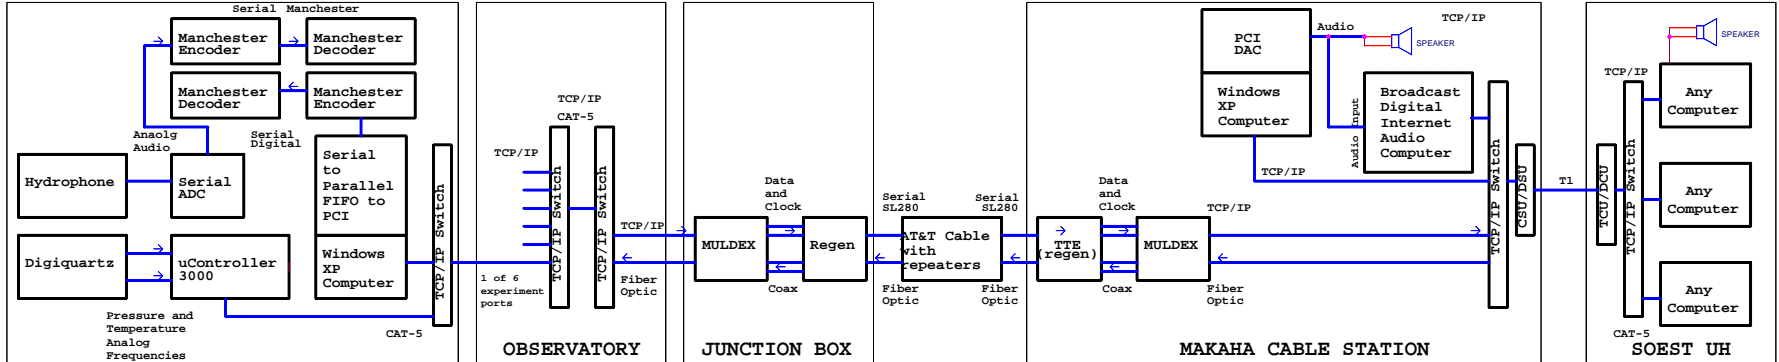 Serial Manchester
Manchester
Encoder
Manchester
Decoder
Manchester
Decoder
Manchester
Encoder
Anaolg
Audio
Serial
Digital
Hydrophone
Serial
ADC
Serial
to
Parallel
FIFO to
PCI
Windows
XP
Computer
Digiquartz
uController
3000
Pressure and
Temperature
Analog
Frequencies
TCP/IP Switch
CAT-5
TCP/IP
CAT-5
TCP/IP
TCP/IP Switch
TCP/IP Switch
1 of 6
experiment
ports
TCP/IP
Fiber
Optic
OBSERVATORY
Data
and
Clock
MULDEX
Regen
Coax
JUNCTION BOX
Serial
SL280
Serial
SL280
AT&T Cable
with
repeaters
Fiber
Optic
Fiber
Optic
TTE
(regen)
Data
and
Clock
MULDEX
Coax
TCP/IP
Fiber
Optic
PCI
DAC
Windows
XP
Computer
Audio
SPEAKER
TCP/IP
Audio Input
Broadcast
Digital
Internet
Audio
Computer
TCP/IP
TCP/IP Switch
CSU/DSU
MAKAHA CABLE STATION
T1
TCU/DCU
TCP/IP
TCP/IP Switch
SPEAKER
Any
Computer
Any
Computer
Any
Computer
CAT-5
SOEST UH